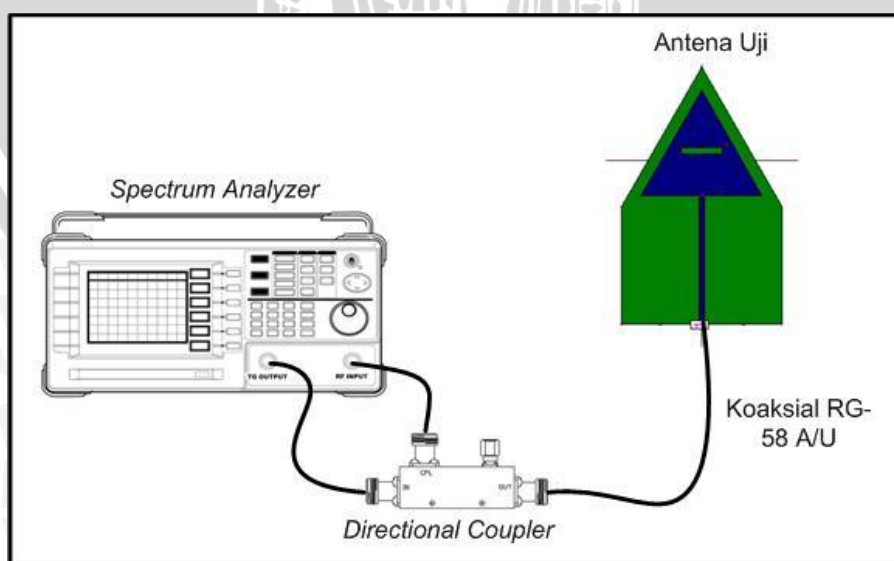 Antena Uji
Spectrum Analyzer
TG OUTPUT
RF INPUT
Koaksial RG-
58 A/U
CPL
IN
OUT
Directional Coupler